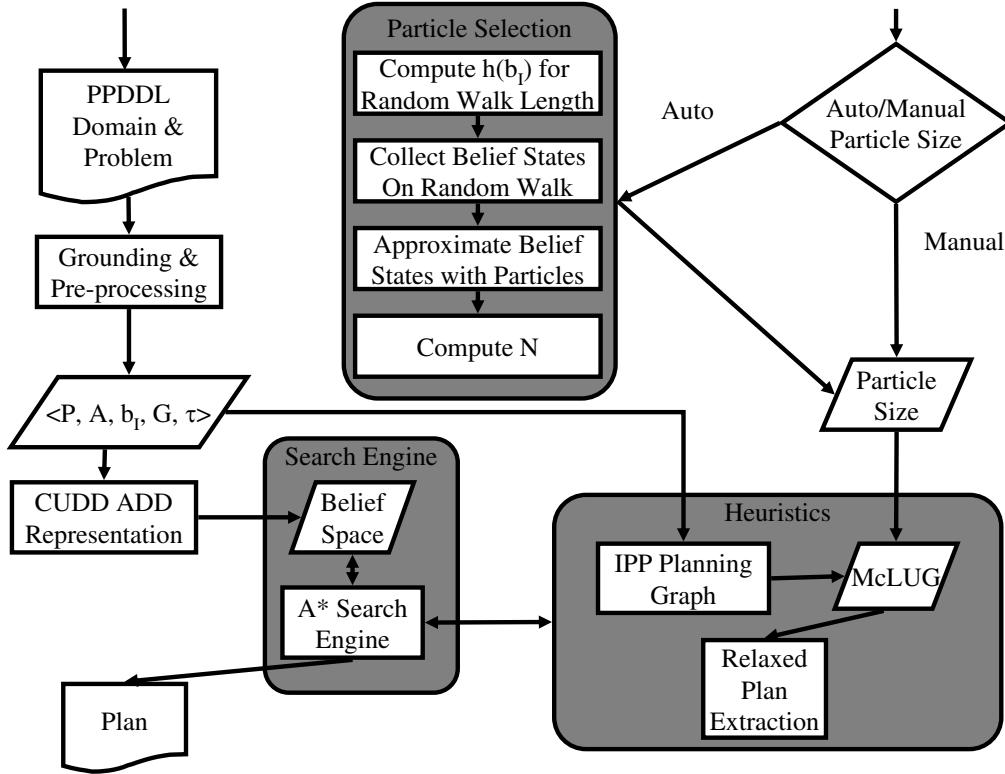 PPDDL
Domain &
Problem
Grounding &
Pre-processing
<P, A, b_I, G, τ>
CUDD ADD
Representation
Particle Selection
Compute h(b_I) for
Random Walk Length
Collect Belief States
On Random Walk
Approximate Belief
States with Particles
Compute N
Auto
Auto/Manual
Particle Size
Manual
Particle
Size
Search Engine
Belief
Space
A* Search
Engine
Plan
Heuristics
IPP Planning
Graph
McLUG
Relaxed
Plan
Extraction